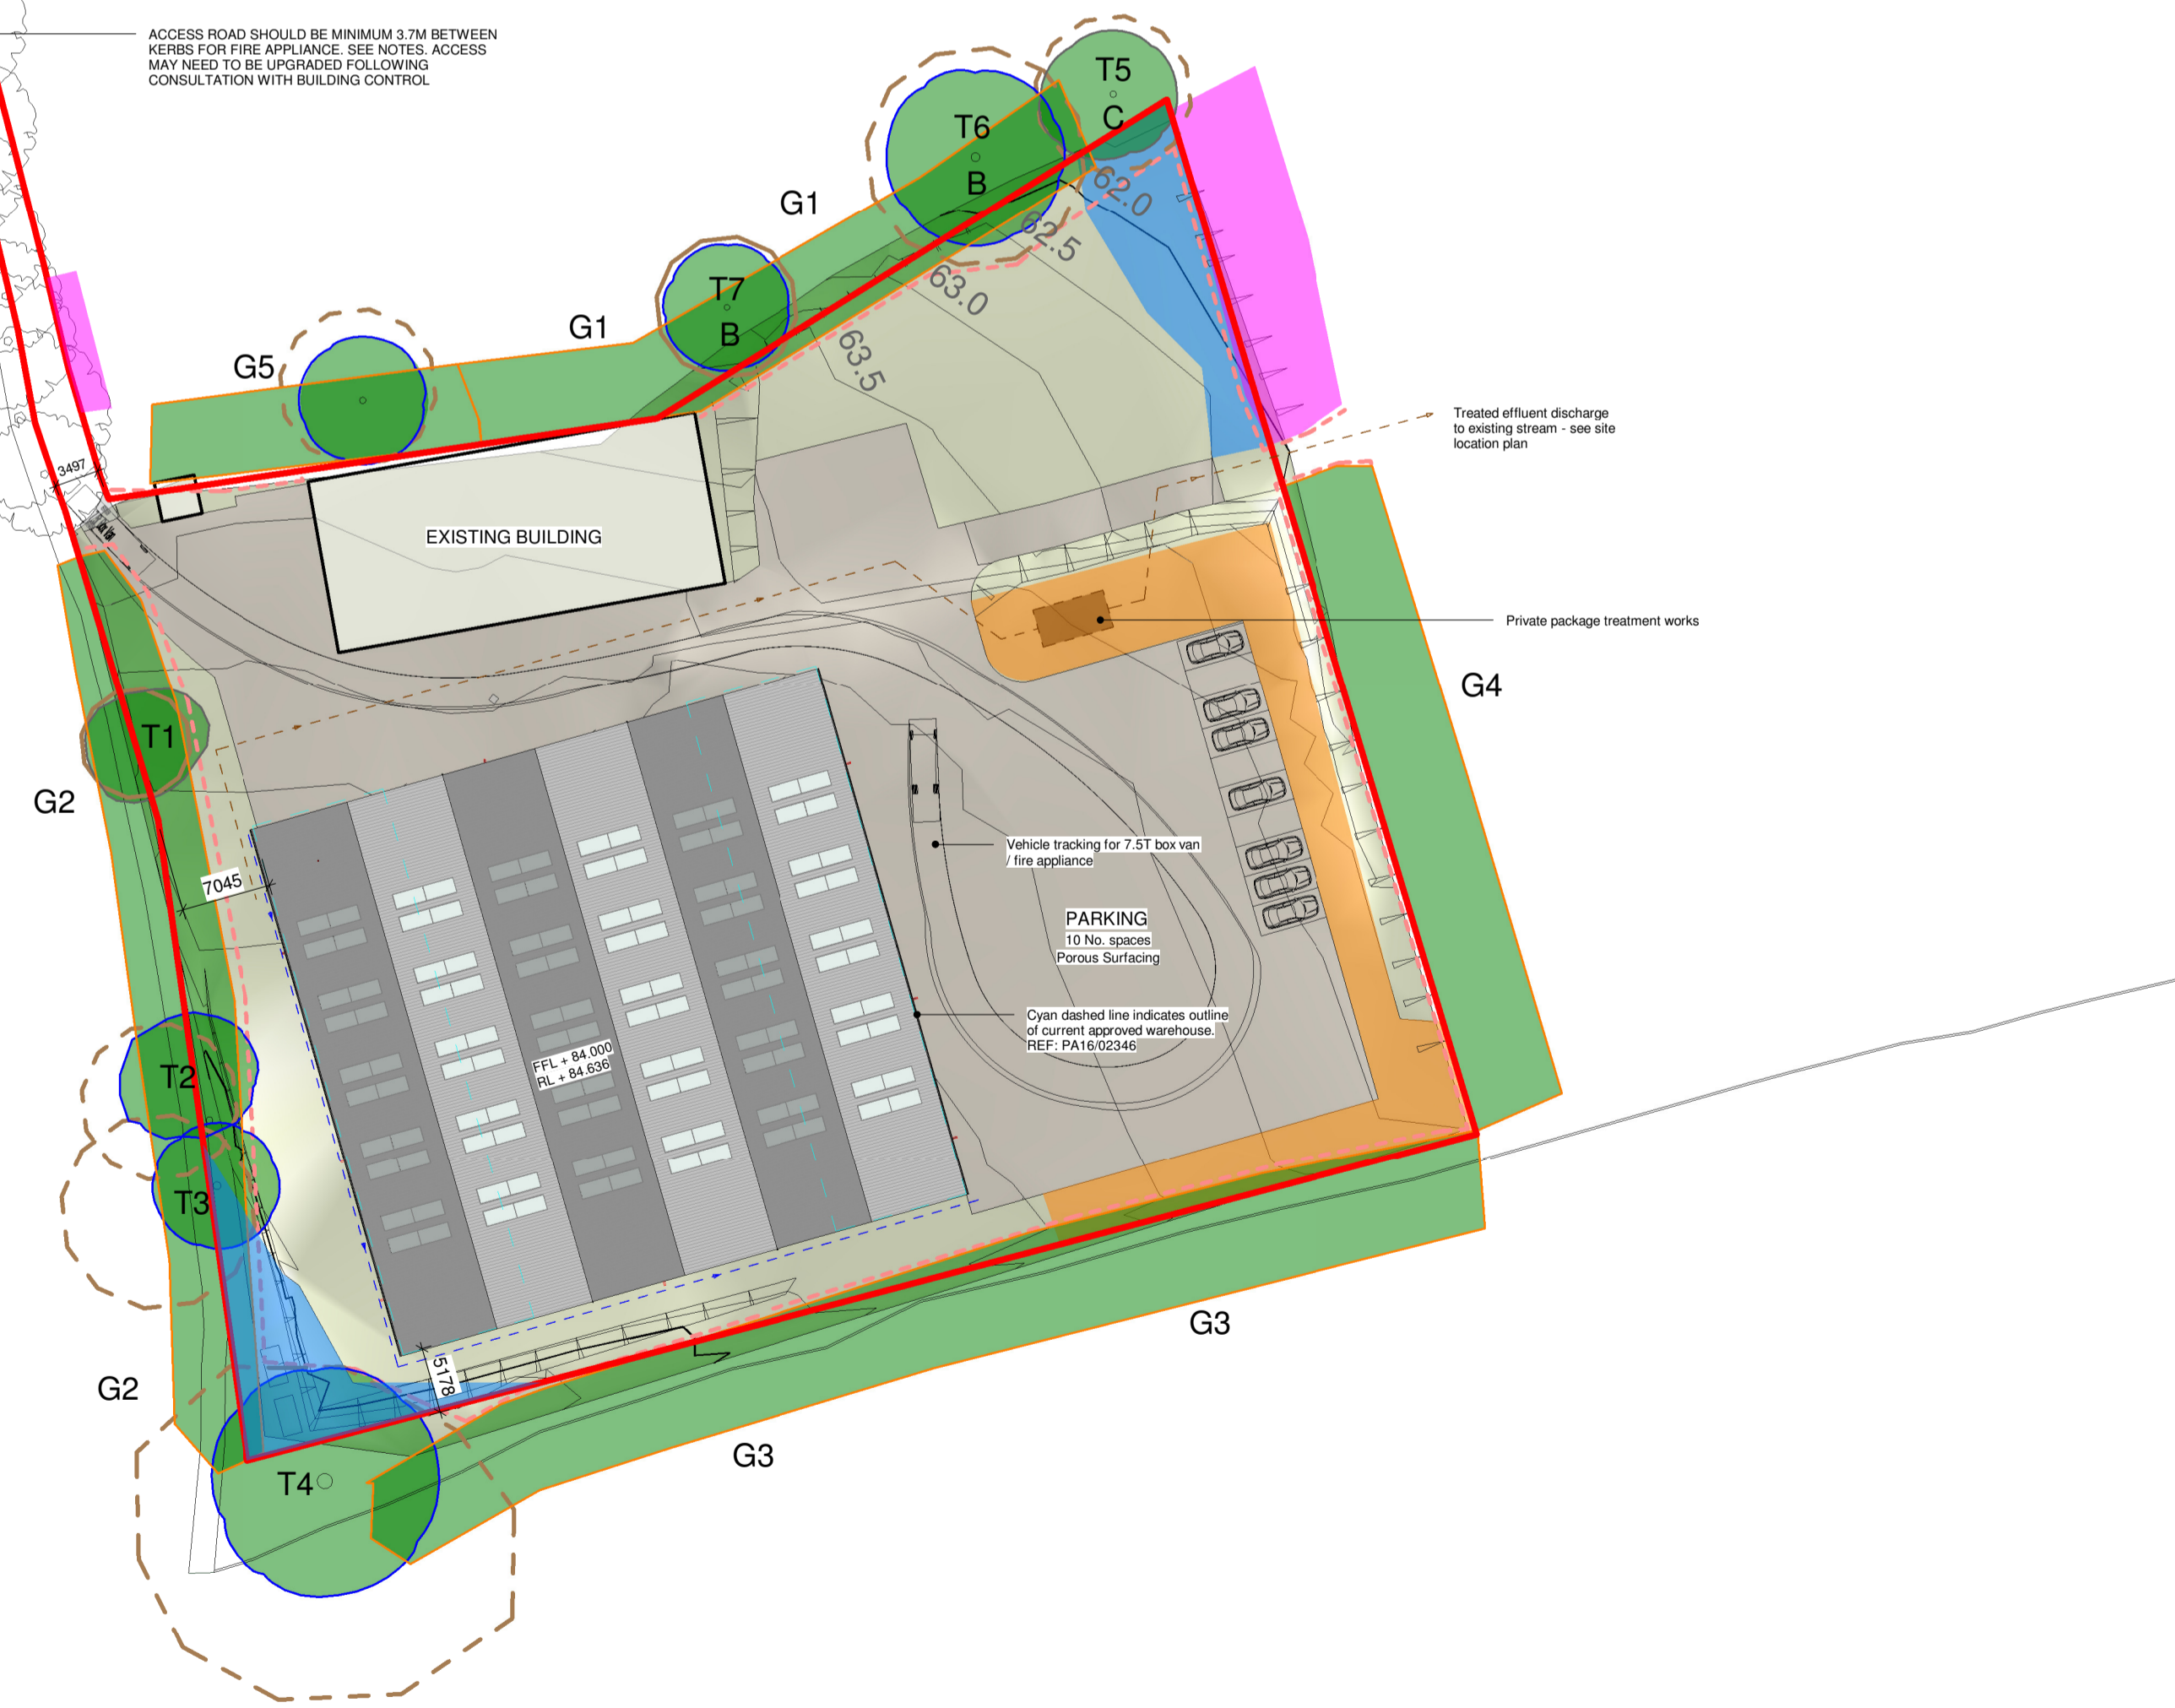 ACCESS ROAD SHOULD BE MINIMUM 3.7M BETWEEN
KERBS FOR FIRE APPLIANCE. SEE NOTES. ACCESS
MAY NEED TO BE UPGRADED FOLLOWING
CONSULTATION WITH BUILDING CONTROL
T5
C
T6
B
G1
62.0
62.5
63.0
63.5
T7
B
G1
G5
3497
Treated effluent discharge
to existing stream - see site
location plan
EXISTING BUILDING
Private package treatment works
G4
T1
G2
7045
Vehicle tracking for 7.5T box van
/ fire appliance
PARKING
10 No. spaces
Porous Surfacing
Cyan dashed line indicates outline
of current approved warehouse.
REF: PA16/02346
FFL + 84.000
RL + 84.636
T2
T3
G3
5178
G2
G3
T4